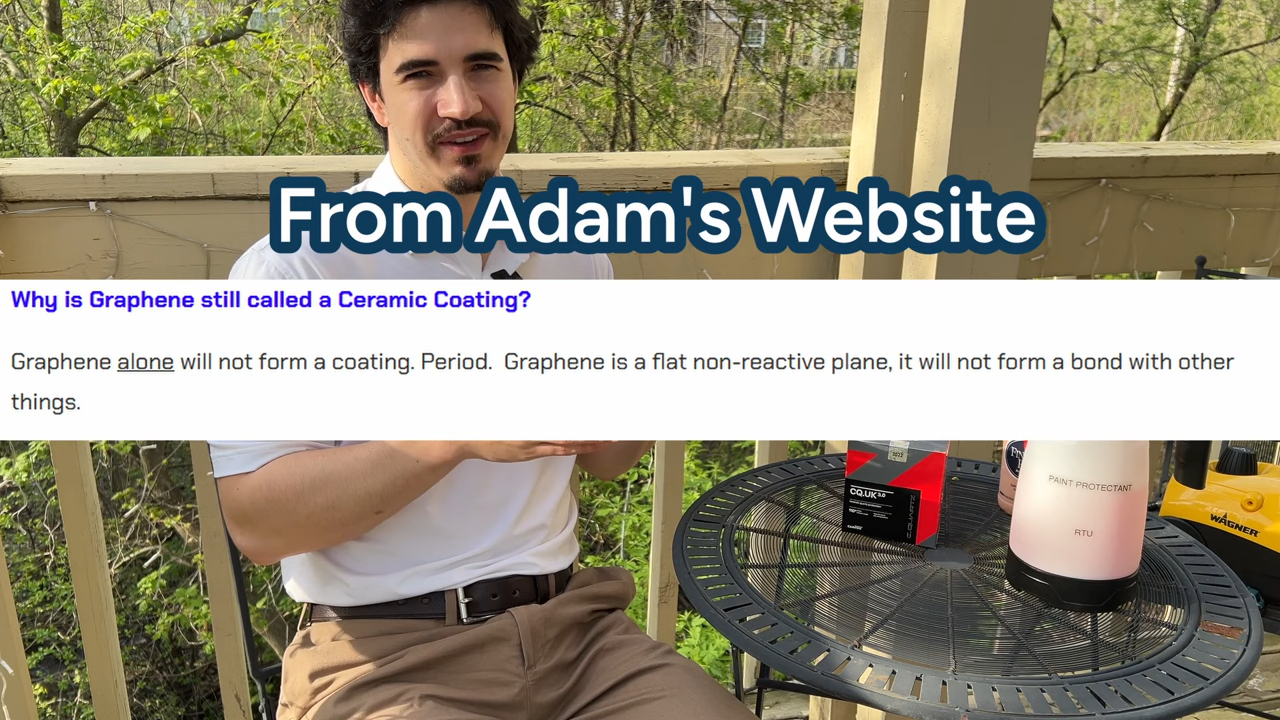 From Adam's Website
Why is Graphene still called a Ceramic Coating?
Graphene alone will not form a coating. Period.  Graphene is a flat non-reactive plane, it will not form a bond with other
things.
CQ.UK 3.0
PAINT PROTECTANT
RTU
WAGNER